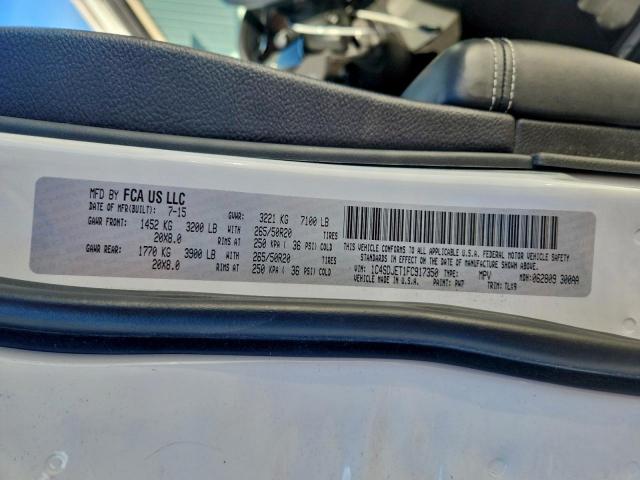 MFD BY FCA US LLC
DATE OF MFR(BUILT): 7-15 GVWR: 3221 KG 7100 LB
GAWR FRONT: 1452 KG 3200 LB WITH 265/50R20 TIRES
20X8.0 RIMS AT 250 KPA ( 36 PSI) COLD
GAWR REAR: 1770 KG 3900 LB WITH 265/50R20 TIRES
20X8.0 RIMS AT 250 KPA ( 36 PSI) COLD
THIS VEHICLE CONFORMS TO ALL APPLICABLE U.S.A. FEDERAL MOTOR VEHICLE SAFETY
STANDARDS IN EFFECT ON THE DATE OF MANUFACTURE SHOWN ABOVE.
VIN: 1C4SDJET1FC917350 TYPE: MPV MDH: 062809 300AA
VEHICLE MADE IN U.S.A. PAINT: PW7 TRIM: TLX9